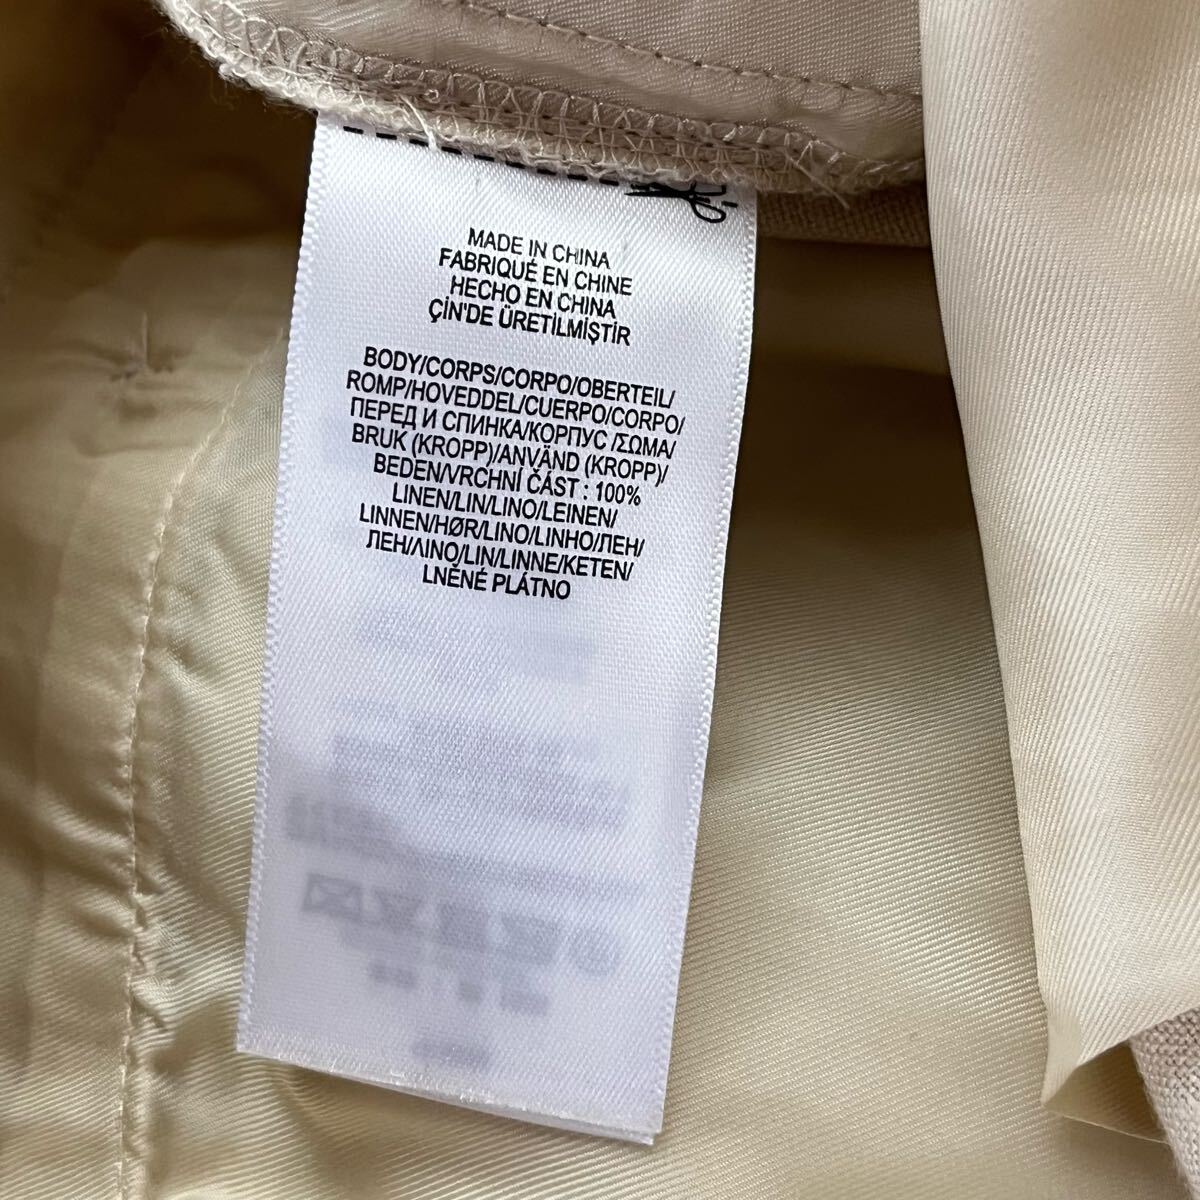 MADE IN CHINA
FABRIQUÉ EN CHINE
HECHO EN CHINA
ÇİN'DE ÜRETİLMİŞTİR
BODY/CORPS/CORPO/OBERTEIL/
ROMP/HOVEDDEL/CUERPO/CORPO/
ПЕРЕД И СПИНКА/КОРПУС /ΣΩΜΑ/
BRUK (KROPP)/ANVÄND (KROPP)/
BEDEN/VRCHNÍ ČÁST : 100%
LINEN/LIN/LINO/LEINEN/
LINNEN/HØR/LINO/LINHO/ЛЕН/
ЛЕН/ΛΙΝΟ/LIN/LINNE/KETEN/
LNĚNÉ PLÁTNO